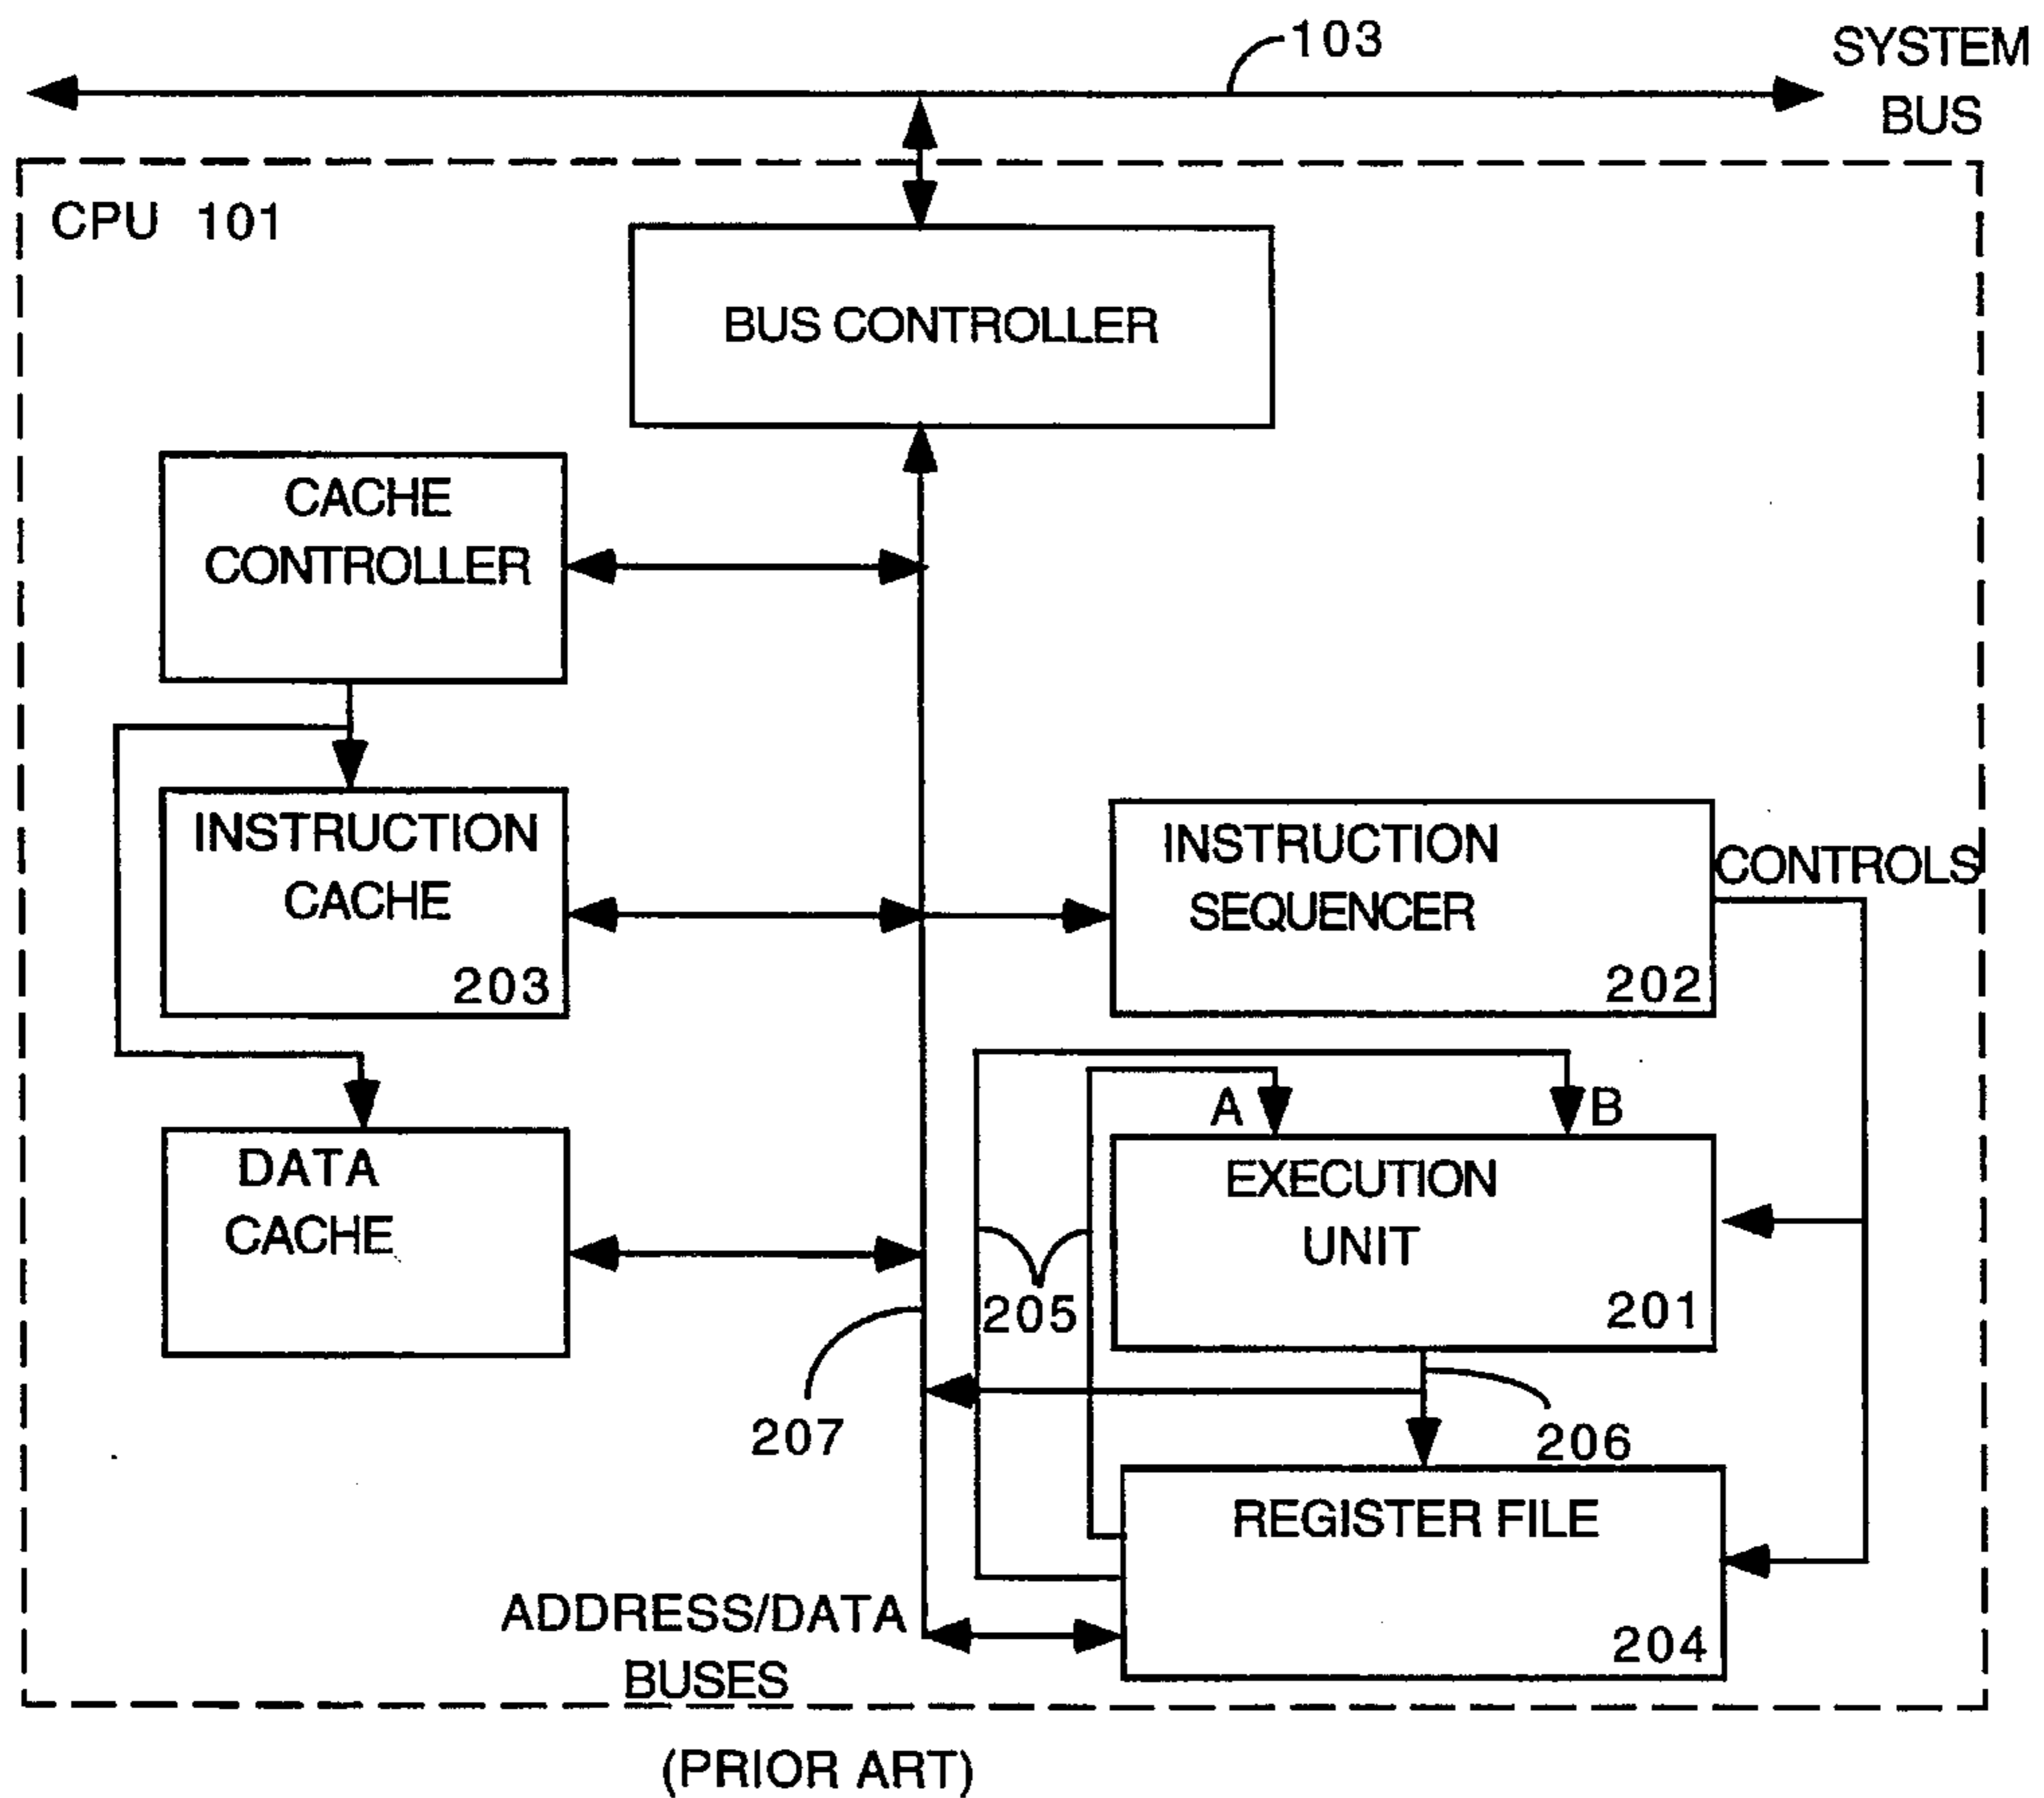 103
SYSTEM
BUS
CPU 101
BUS CONTROLLER
CACHE
CONTROLLER
INSTRUCTION
CACHE
203
INSTRUCTION
SEQUENCER
202
CONTROLS
A
B
DATA
CACHE
EXECUTION
UNIT
201
205
207
206
REGISTER FILE
204
ADDRESS/DATA
BUSES
(PRIOR ART)